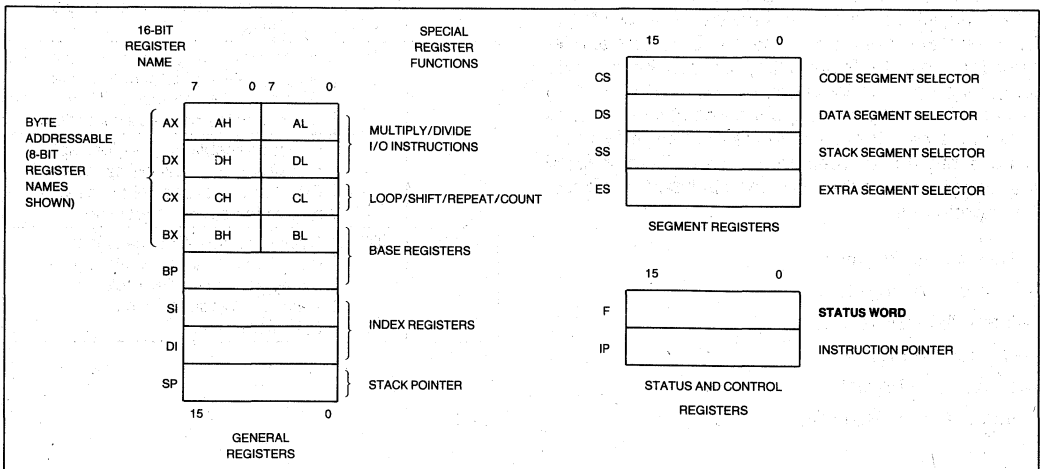 16-BIT
REGISTER
NAME
SPECIAL
REGISTER
FUNCTIONS
7 0 7 0
BYTE
ADDRESSABLE
(8-BIT
REGISTER
NAMES
SHOWN)
AX AH AL
DX DH DL
MULTIPLY/DIVIDE
I/O INSTRUCTIONS
CX CH CL LOOP/SHIFT/REPEAT/COUNT
BX BH BL
BASE REGISTERS
BP
SI
INDEX REGISTERS
DI
SP STACK POINTER
15 0
GENERAL
REGISTERS
15 0
CS CODE SEGMENT SELECTOR
DS DATA SEGMENT SELECTOR
SS STACK SEGMENT SELECTOR
ES EXTRA SEGMENT SELECTOR
SEGMENT REGISTERS
15 0
F STATUS WORD
IP INSTRUCTION POINTER
STATUS AND CONTROL
REGISTERS